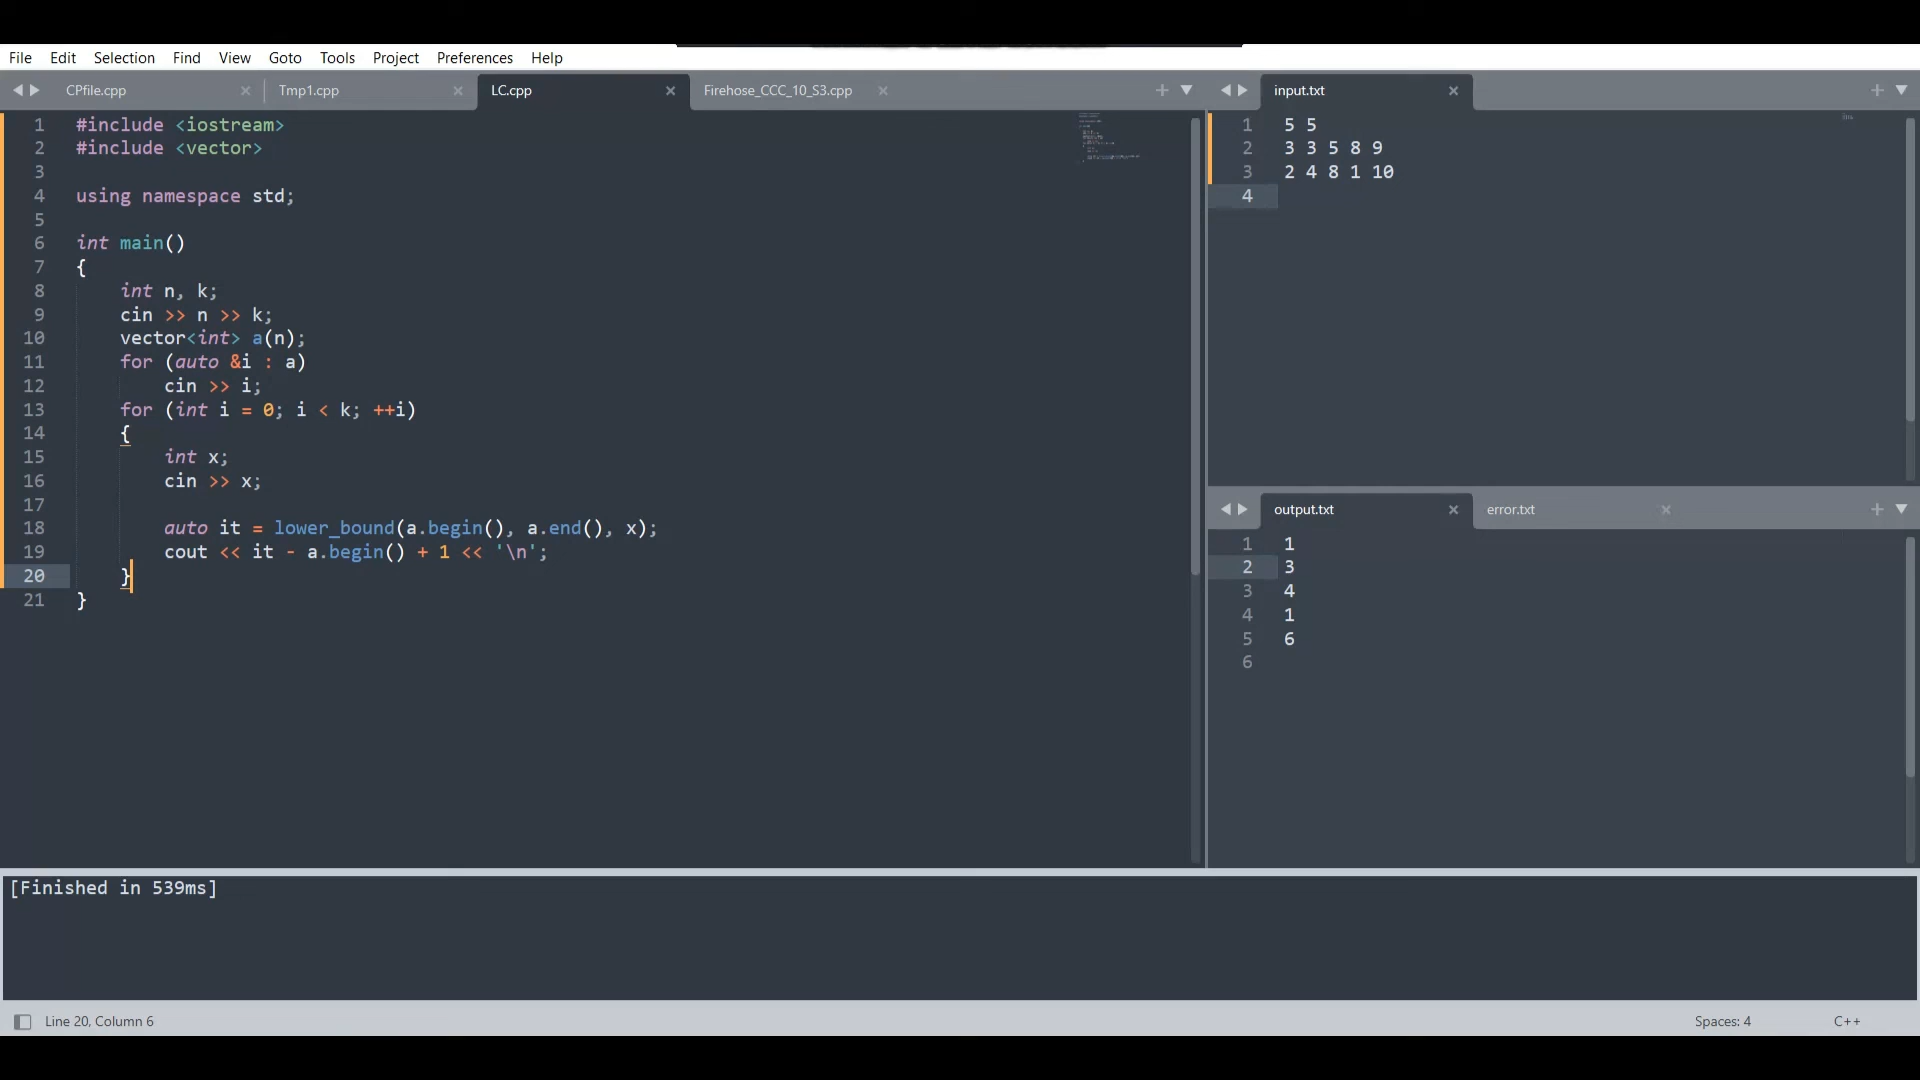 File Edit Selection Find View Goto Tools Project Preferences Help
CPfile.cpp Tmp1.cpp LC.cpp Firehose_CCC_10_S3.cpp
1 #include <iostream>
2 #include <vector>
3
4 using namespace std;
5
6 int main()
7 {
8 int n, k;
9 cin >> n >> k;
10 vector<int> a(n);
11 for (auto &i : a)
12 cin >> i;
13 for (int i = 0; i < k; ++i)
14 {
15 int x;
16 cin >> x;
17
18 auto it = lower_bound(a.begin(), a.end(), x);
19 cout << it - a.begin() + 1 << '\n';
20 }
21 }
input.txt
1 5 5
2 3 3 5 8 9
3 2 4 8 1 10
4
output.txt error.txt
1 1
2 3
3 4
4 1
5 6
6
[Finished in 539ms]
Line 20, Column 6 Spaces: 4 C++